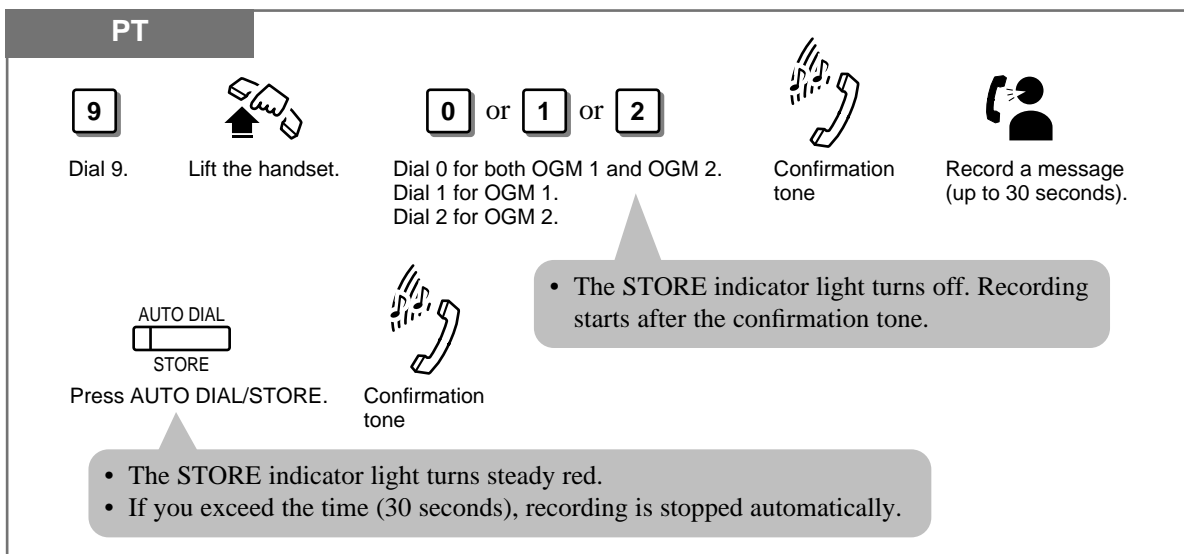 PT
9
0 or 1 or 2
Dial 9.
Lift the handset.
Dial 0 for both OGM 1 and OGM 2.
Dial 1 for OGM 1.
Dial 2 for OGM 2.
Confirmation
tone
Record a message
(up to 30 seconds).
• The STORE indicator light turns off. Recording
starts after the confirmation tone.
AUTO DIAL
STORE
Press AUTO DIAL/STORE.
Confirmation
tone
• The STORE indicator light turns steady red.
• If you exceed the time (30 seconds), recording is stopped automatically.